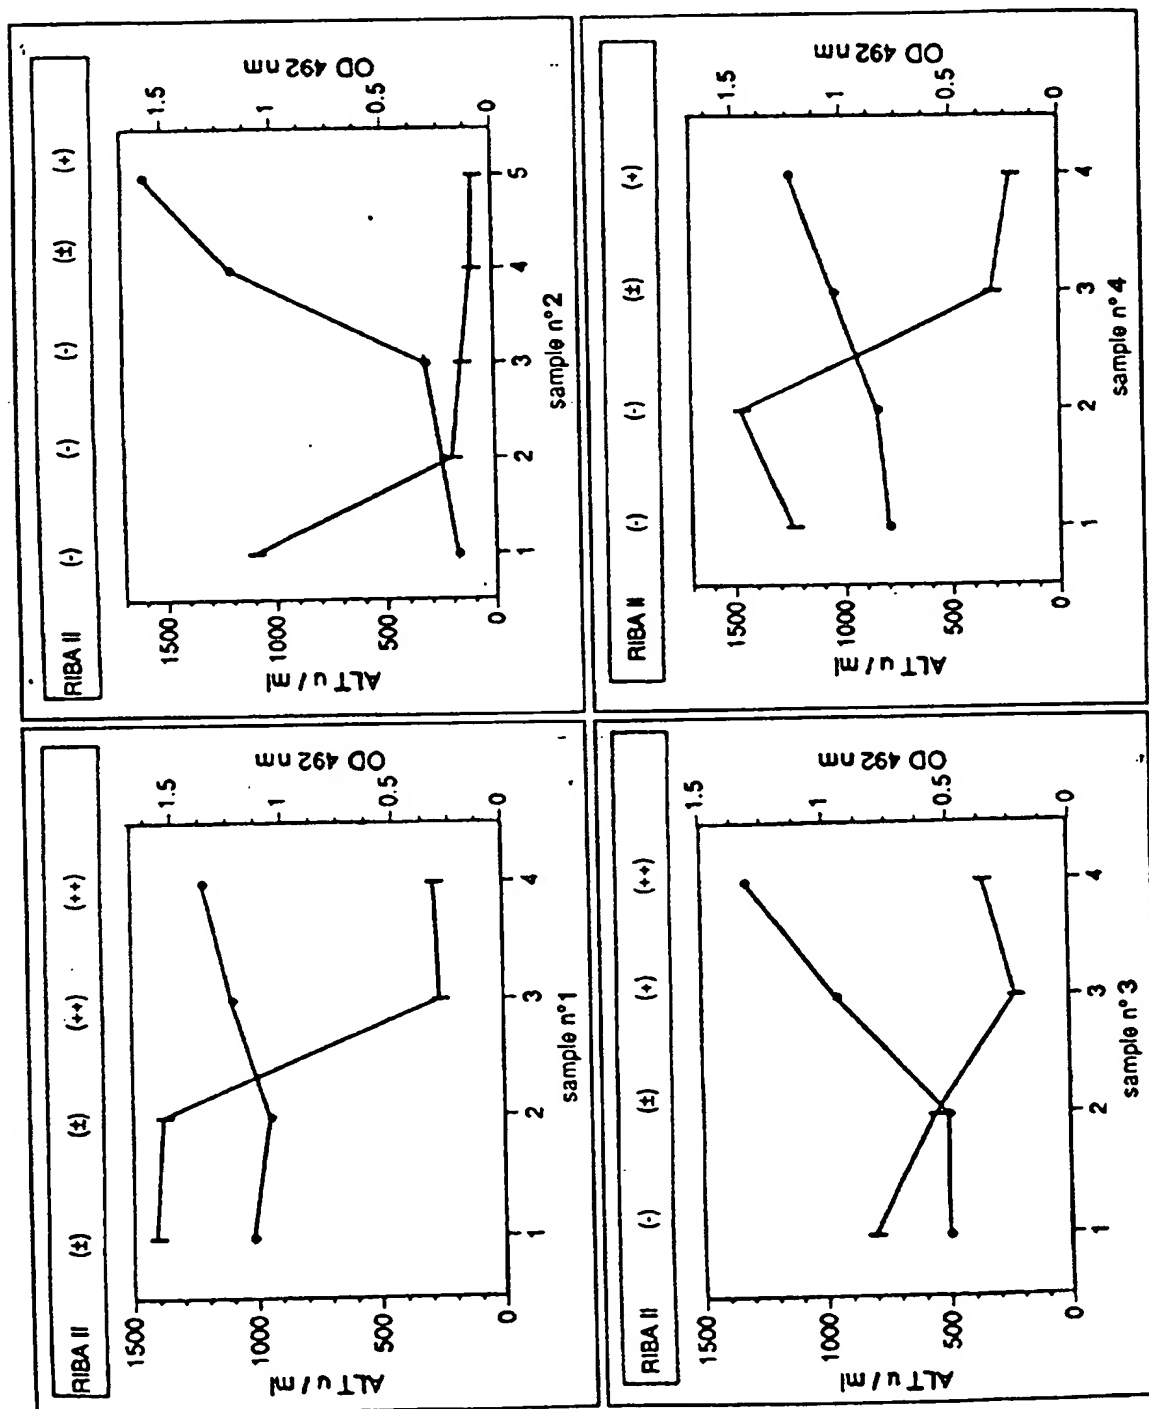 RIBA II (±) (±) (++) (++)
ALT u / ml
1500
1000
500
0
OD 492 nm
1.5
1
0.5
0
1 2 3 4
sample n°1
RIBA II (-) (-) (-) (±) (+)
ALT u / ml
1500
1000
500
0
OD 492 nm
1.5
1
0.5
0
1 2 3 4 5
sample n°2
RIBA II (-) (±) (+) (++)
ALT u / ml
1500
1000
500
0
OD 492 nm
1.5
1
0.5
0
1 2 3 4
sample n°3
RIBA II (-) (-) (±) (+)
ALT u / ml
1500
1000
500
0
OD 492 nm
1.5
1
0.5
0
1 2 3 4
sample n°4